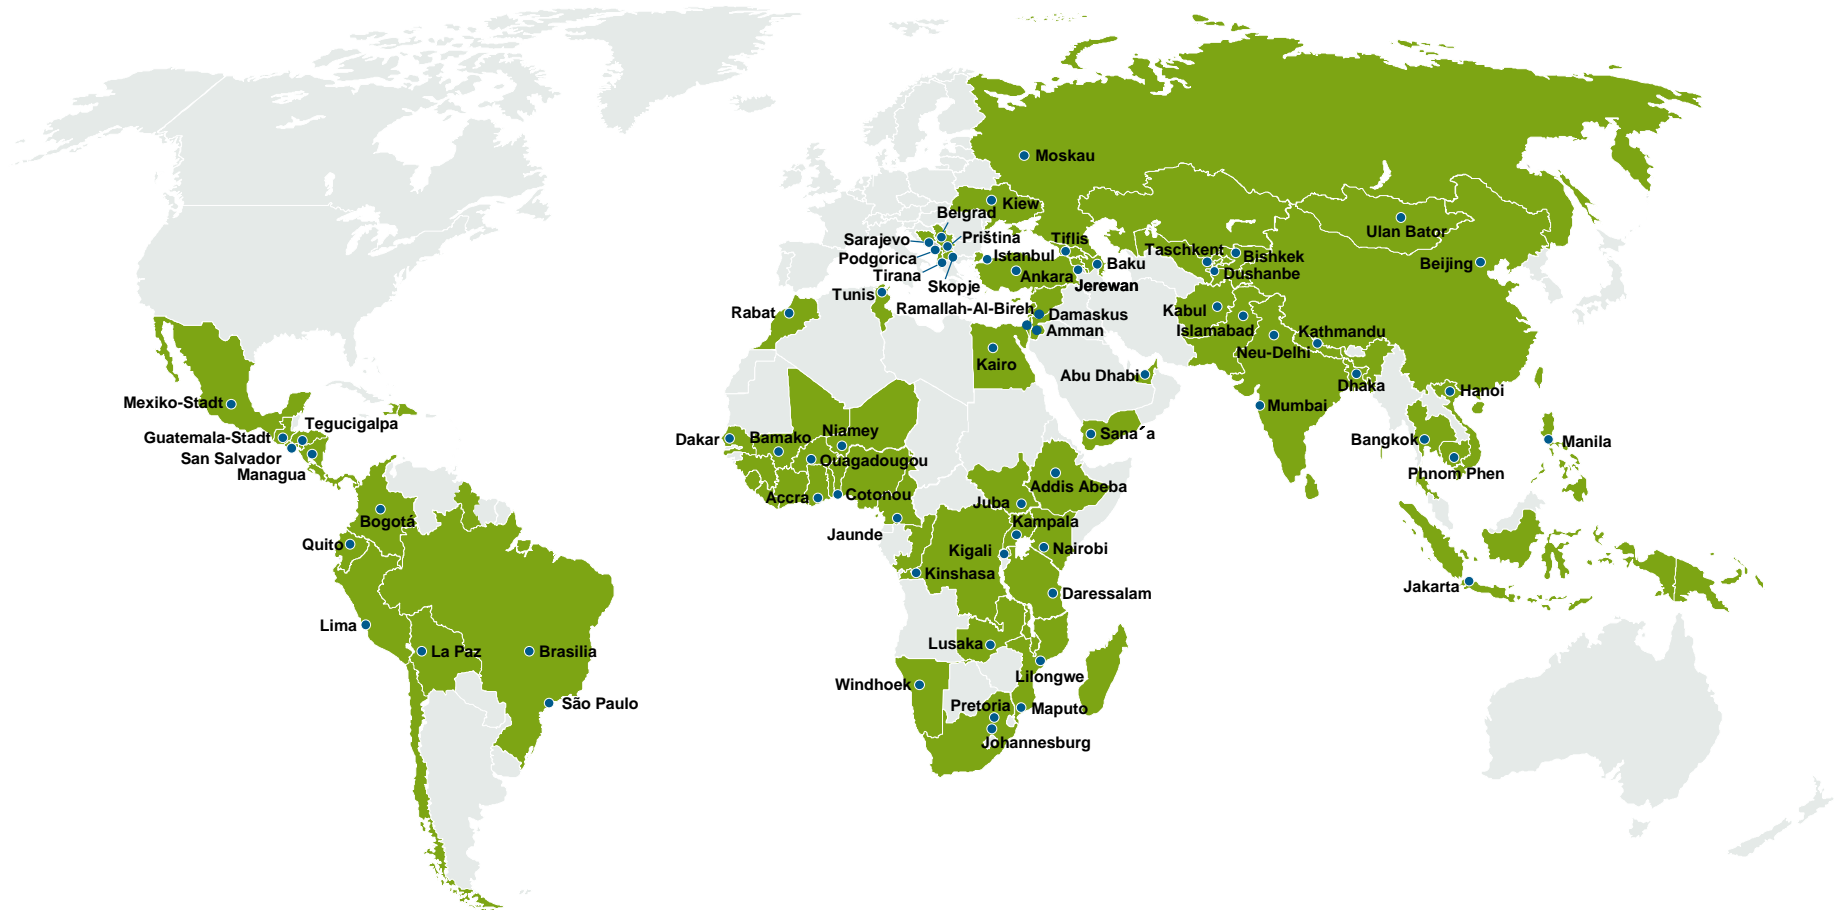 Moskau
Kiew
Belgrad
Sarajevo
Priština
Tiflis
Ulan Bator
Podgorica
Istanbul
Taschkent
Bishkek
Beijing
Tirana
Ankara
Baku
Dushanbe
Skopje
Jerewan
Tunis
Rabat
Ramallah-Al-Bireh
Damaskus
Kabul
Amman
Islamabad
Kathmandu
Neu-Delhi
Kairo
Abu Dhabi
Dhaka
Hanoi
Mexiko-Stadt
Mumbai
Tegucigalpa
Guatemala-Stadt
Dakar
Bamako
Niamey
Sana´a
Bangkok
Manila
San Salvador
Ouagadougou
Managua
Phnom Phen
Addis Abeba
Accra
Cotonou
Juba
Bogotá
Kampala
Jaunde
Quito
Kigali
Nairobi
Kinshasa
Jakarta
Daressalam
Lima
Lusaka
La Paz
Brasilia
Lilongwe
Windhoek
São Paulo
Pretoria
Maputo
Johannesburg